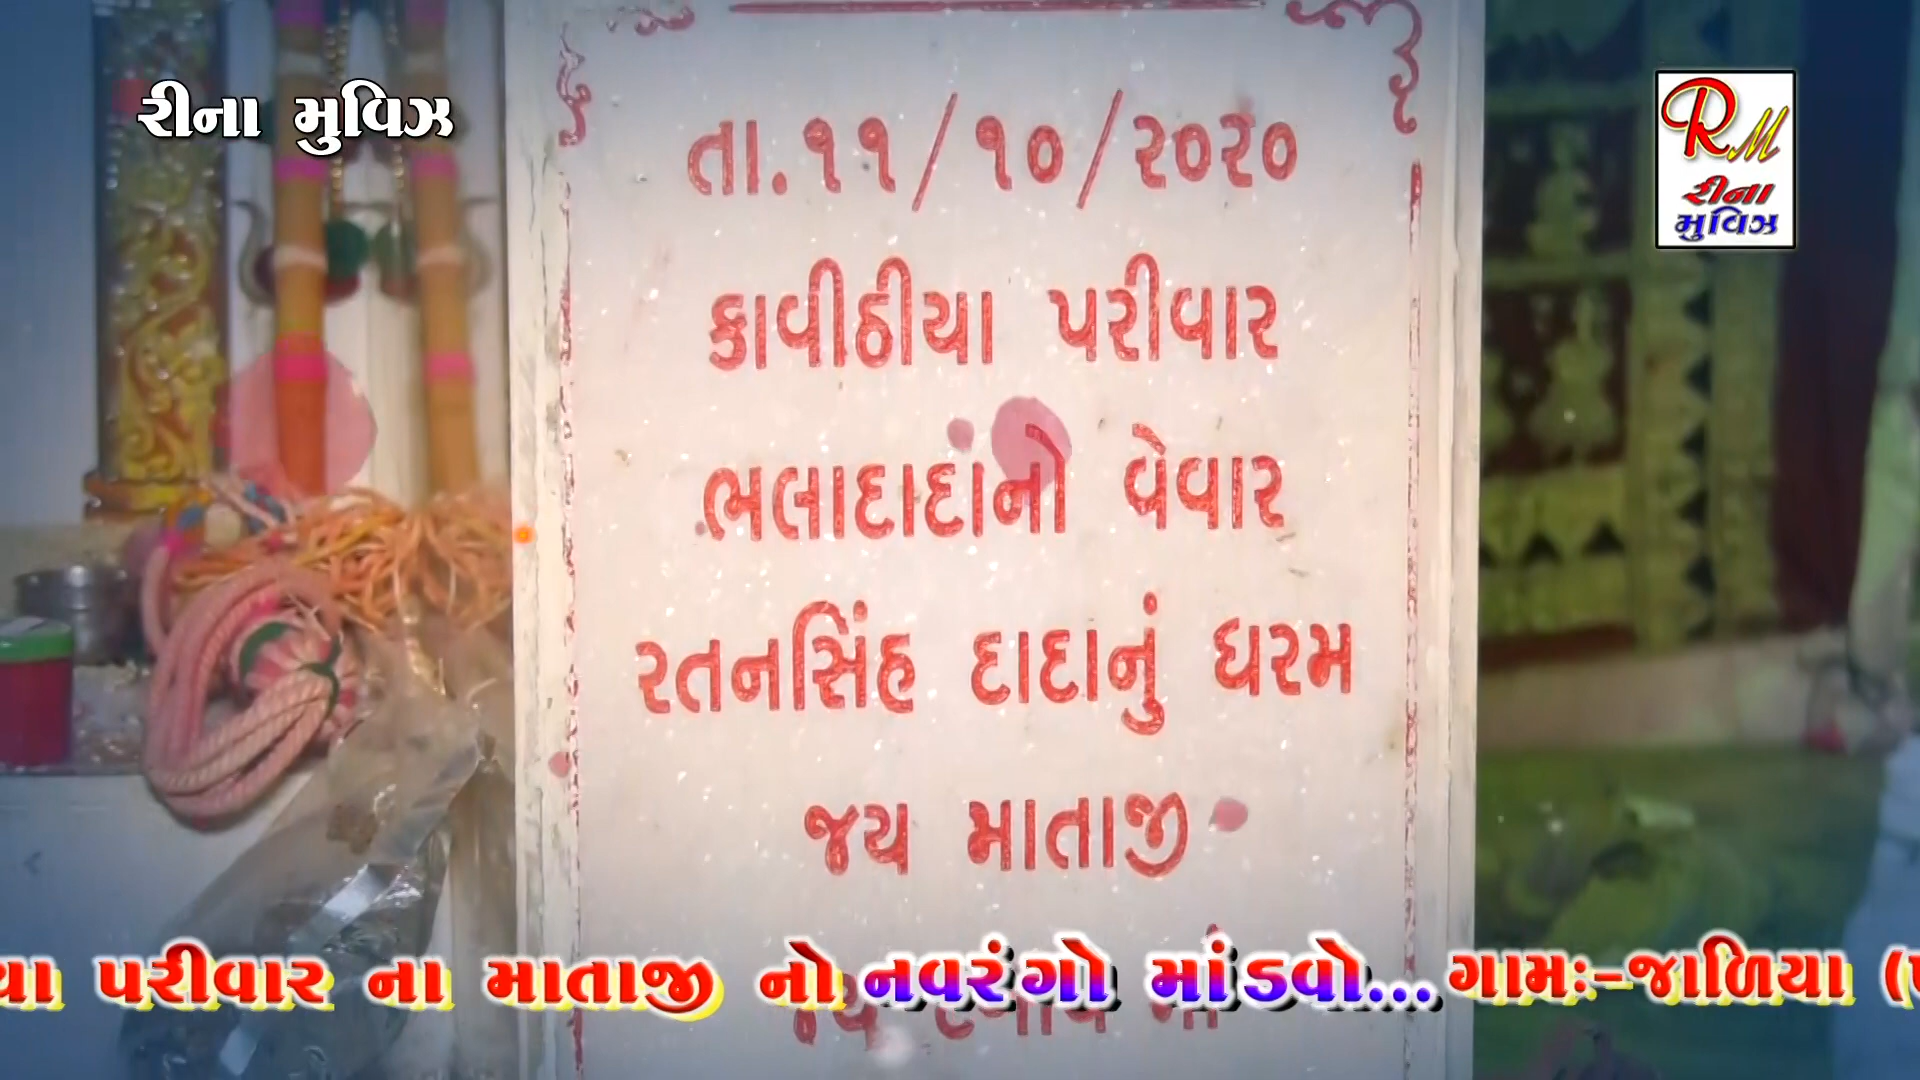 રીના મુવિઝ
RM
રીના
મુવિઝ
તા.૧૧/૧૦/૨૦૨૦
કાવીઠીયા પરીવાર
ભલાદાદાનો વેવાર
રતનસિંહ દાદાનું ધરમ
જય માતાજી
યા પરીવાર ના માતાજી નો નવરંગો માંડવો... ગામઃ-જાળિયા (